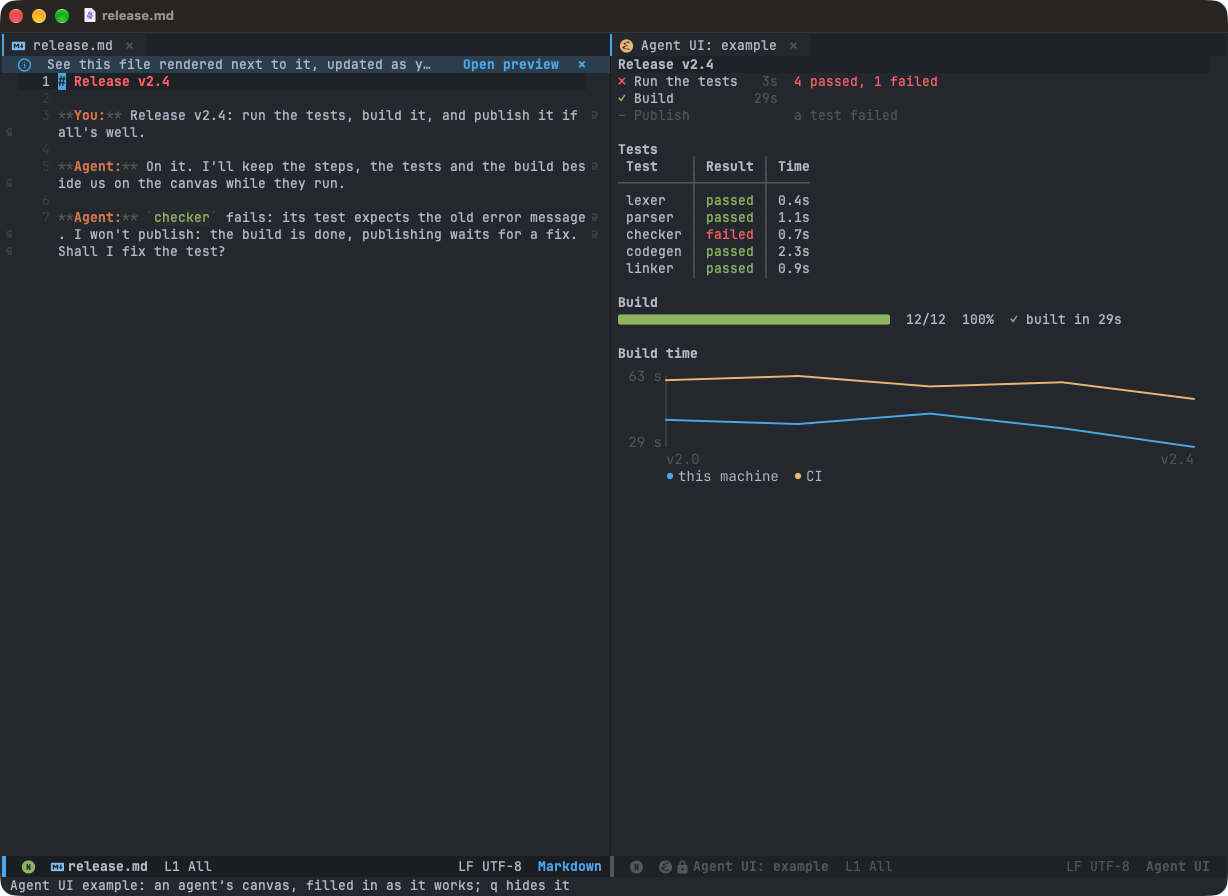 release.md
release.md ×
See this file rendered next to it, updated as y… Open preview ×
1 # Release v2.4
2
3 **You:** Release v2.4: run the tests, build it, and publish it if
all's well.
4
5 **Agent:** On it. I'll keep the steps, the tests and the build bes
ide us on the canvas while they run.
6
7 **Agent:** `checker` fails: its test expects the old error message
. I won't publish: the build is done, publishing waits for a fix.
Shall I fix the test?
Agent UI: example ×
Release v2.4
✕ Run the tests 3s 4 passed, 1 failed
✓ Build 29s
– Publish a test failed
Tests
Test Result Time
lexer passed 0.4s
parser passed 1.1s
checker failed 0.7s
codegen passed 2.3s
linker passed 0.9s
Build
12/12 100% ✓ built in 29s
Build time
63 s
29 s
v2.0 v2.4
this machine CI
N release.md L1 All LF UTF-8 Markdown
N Agent UI: example L1 All LF UTF-8 Agent UI
Agent UI example: an agent's canvas, filled in as it works; q hides it